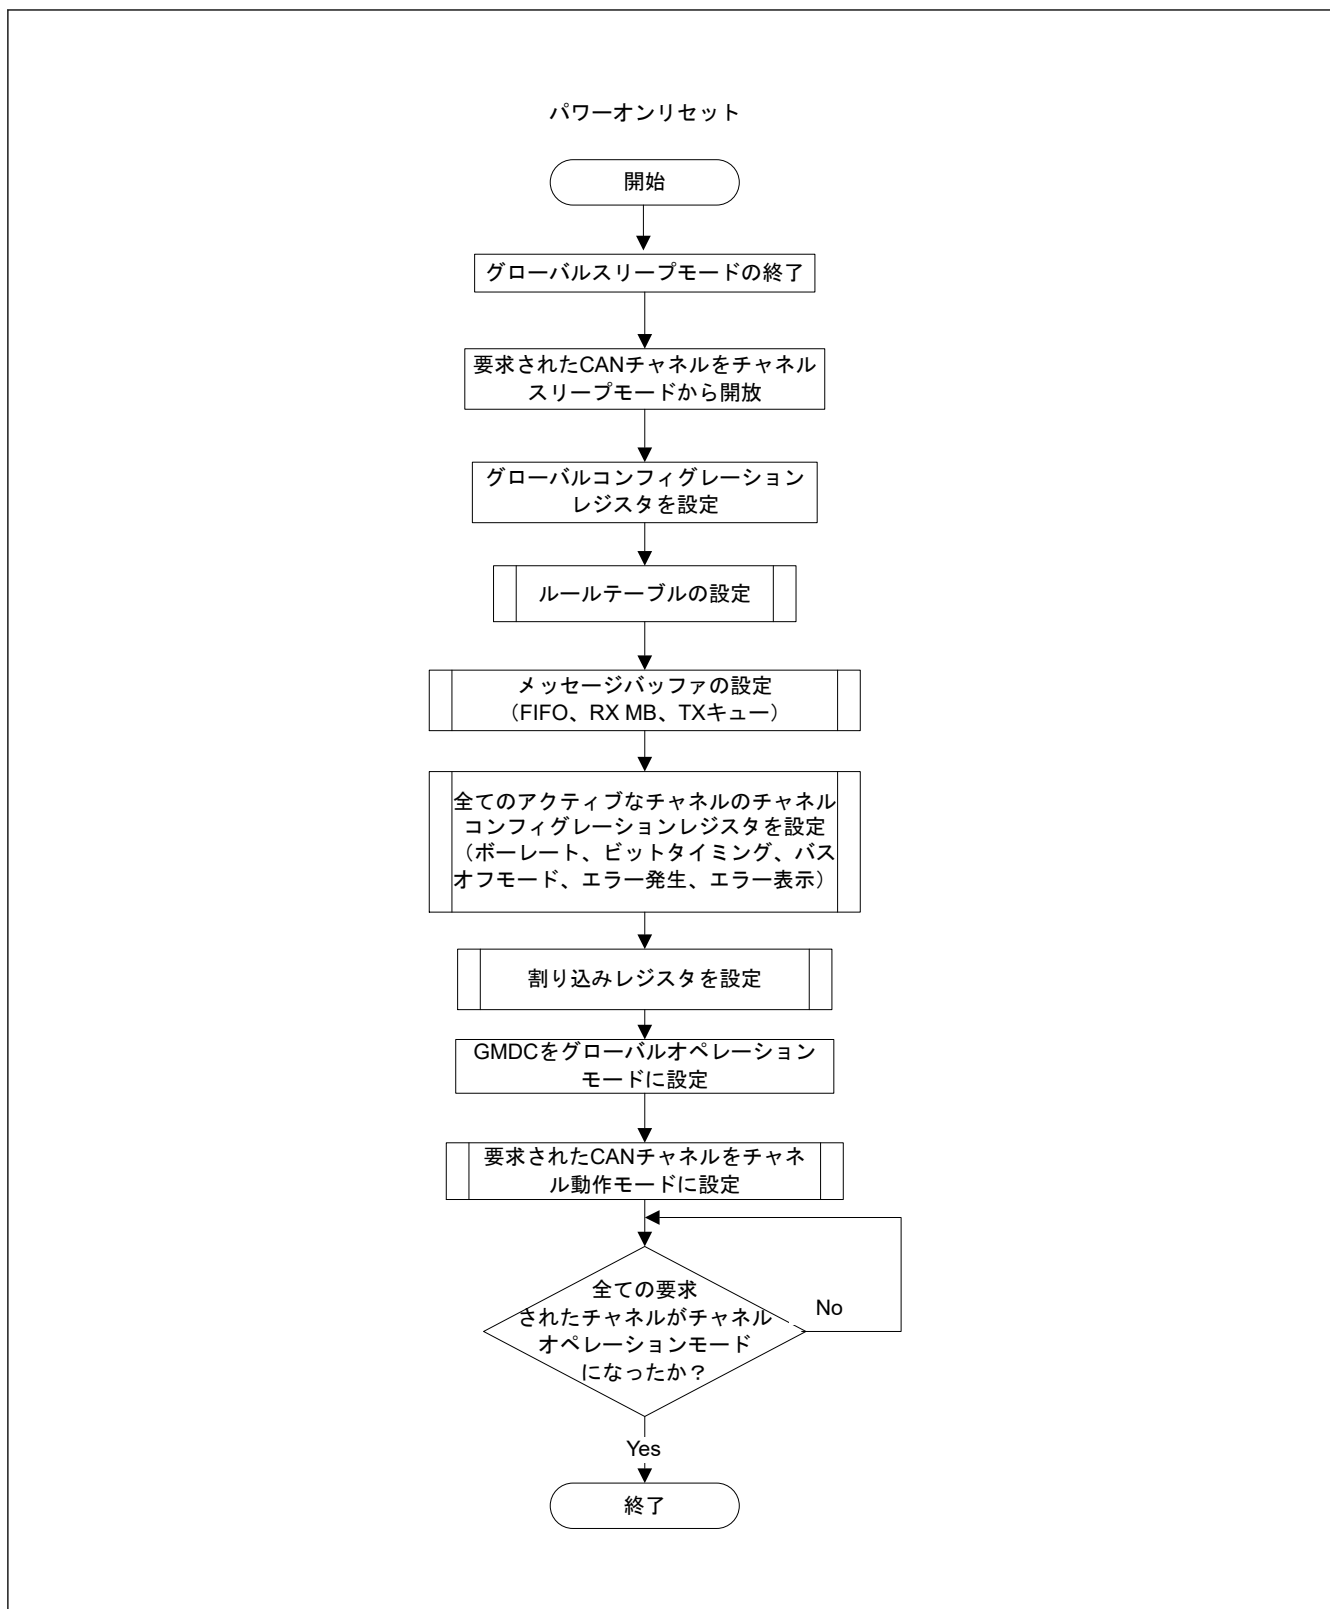 パワーオンリセット
開始
グローバルスリープモードの終了
要求されたCANチャネルをチャネル
スリープモードから開放
グローバルコンフィグレーション
レジスタを設定
ルールテーブルの設定
メッセージバッファの設定
（FIFO、RX MB、TXキュー）
全てのアクティブなチャネルのチャネル
コンフィグレーションレジスタを設定
（ボーレート、ビットタイミング、バス
オフモード、エラー発生、エラー表示）
割り込みレジスタを設定
GMDCをグローバルオペレーション
モードに設定
要求されたCANチャネルをチャネ
ル動作モードに設定
全ての要求
されたチャネルがチャネル
オペレーションモード
になったか？
No
Yes
終了